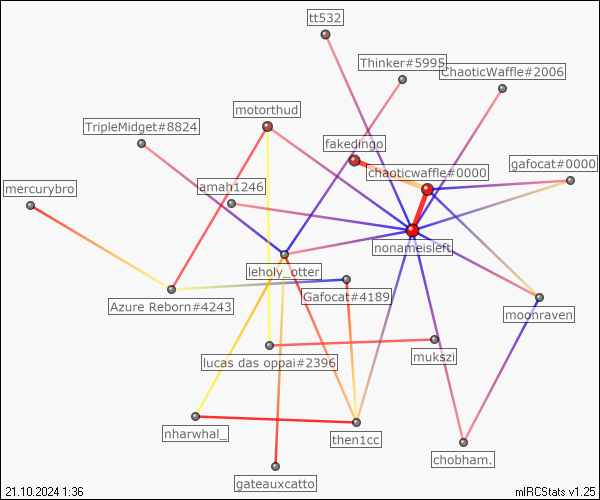 tt532
Thinker#5995
ChaoticWaffle#2006
motorthud
TripleMidget#8824
fakedingo
gafocat#0000
chaoticwaffle#0000
mercurybro
lamah1246
nonameisleft
leholy_otter
Gafocat#4189
Azure Reborn#4243
moonraven
mukszi
lucas das oppai#2396
nharwhal_
then1cc
chobham.
gateauxcatto
21.10.2024 1:36
mIRCStats v1.25